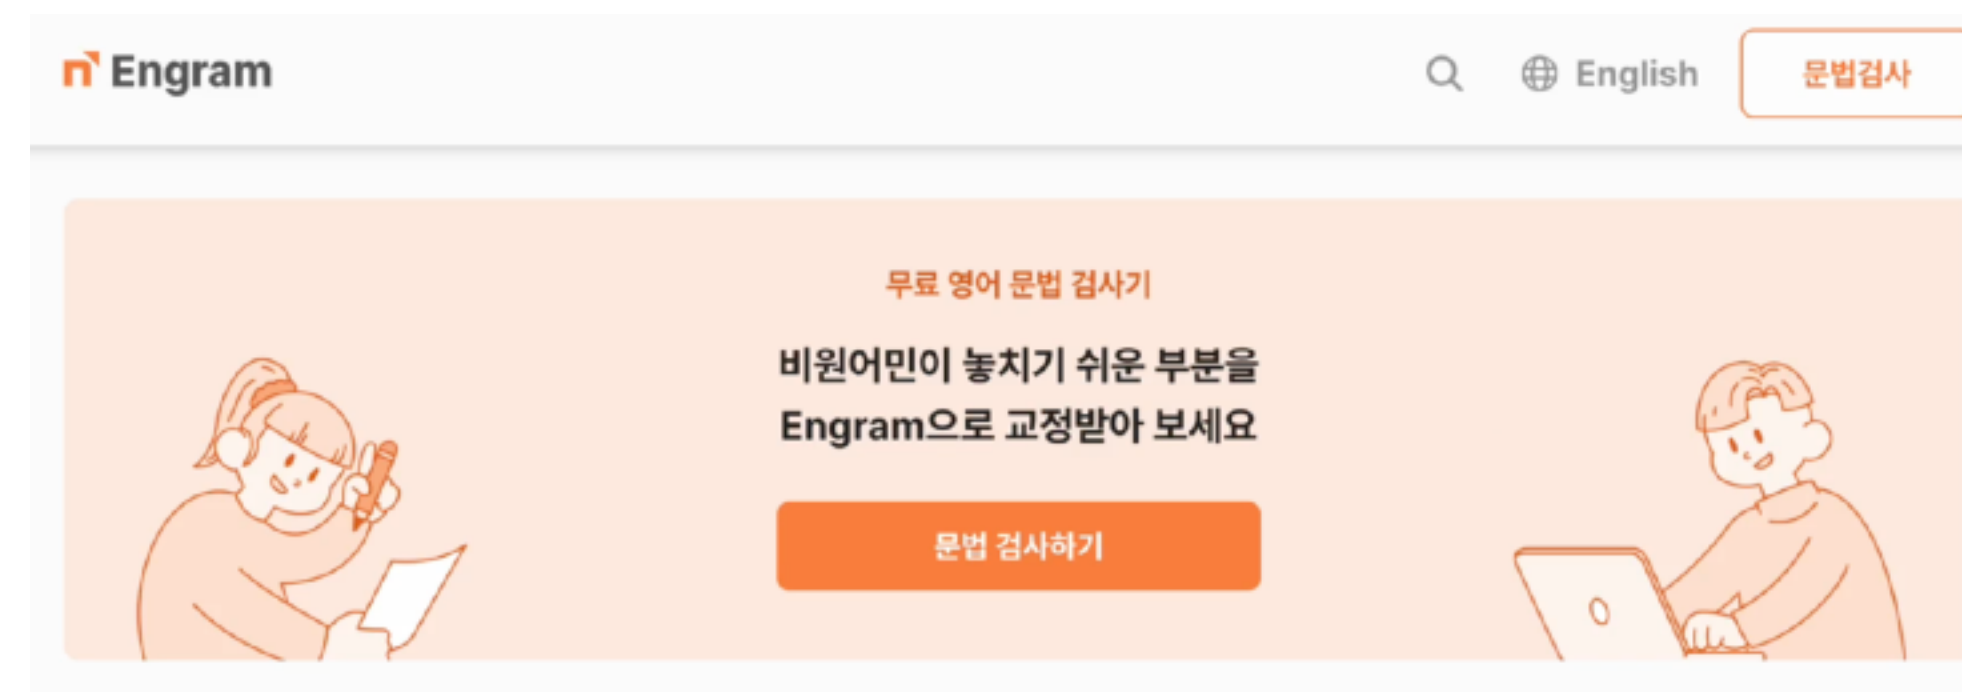 Engram
English
문법검사
무료 영어 문법 검사기
비원어민이 놓치기 쉬운 부분을
Engram으로 교정받아 보세요
문법 검사하기